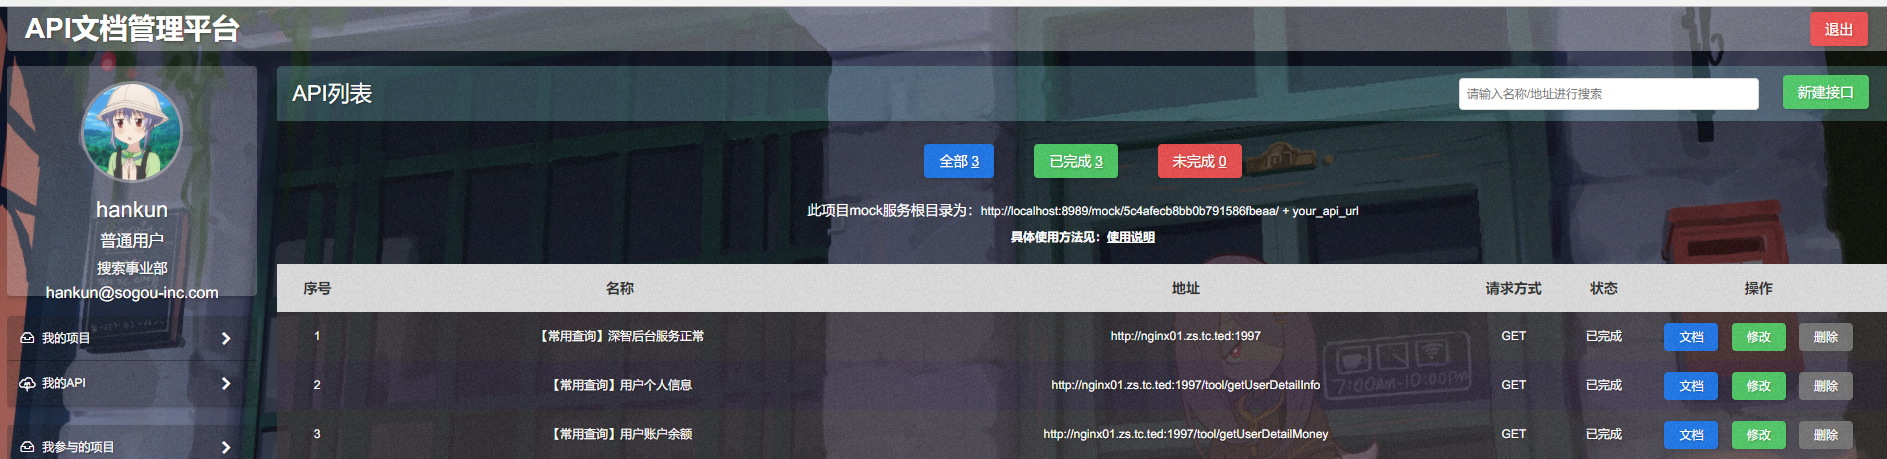 API文档管理平台
退出
hankun
普通用户
搜索事业部
hankun@sogou-inc.com
我的项目
我的API
我参与的项目
API列表
请输入名称/地址进行搜索
新建接口
全部 3
已完成 3
未完成 0
此项目mock服务根目录为：http://localhost:8989/mock/5c4afecb8bb0b791586fbeaa/ + your_api_url
具体使用方法见：使用说明
序号 名称 地址 请求方式 状态 操作
1 【常用查询】深智后台服务正常 http://nginx01.zs.tc.ted:1997 GET 已完成 文档 修改 删除
2 【常用查询】用户个人信息 http://nginx01.zs.tc.ted:1997/tool/getUserDetailInfo GET 已完成 文档 修改 删除
3 【常用查询】用户账户余额 http://nginx01.zs.tc.ted:1997/tool/getUserDetailMoney GET 已完成 文档 修改 删除
7:00AM-10:00PM